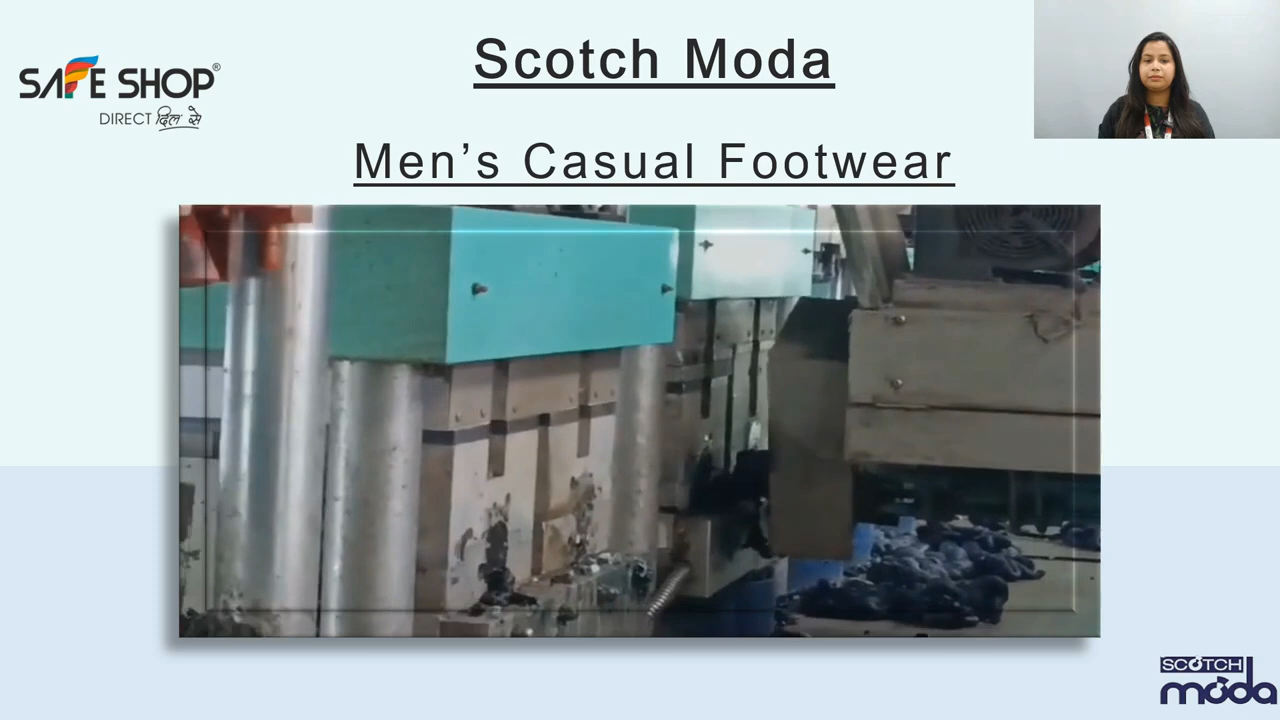 Scotch Moda
SAFE SHOP®
DIRECT दिल से
Men’s Casual Footwear
SCOTCH
moda